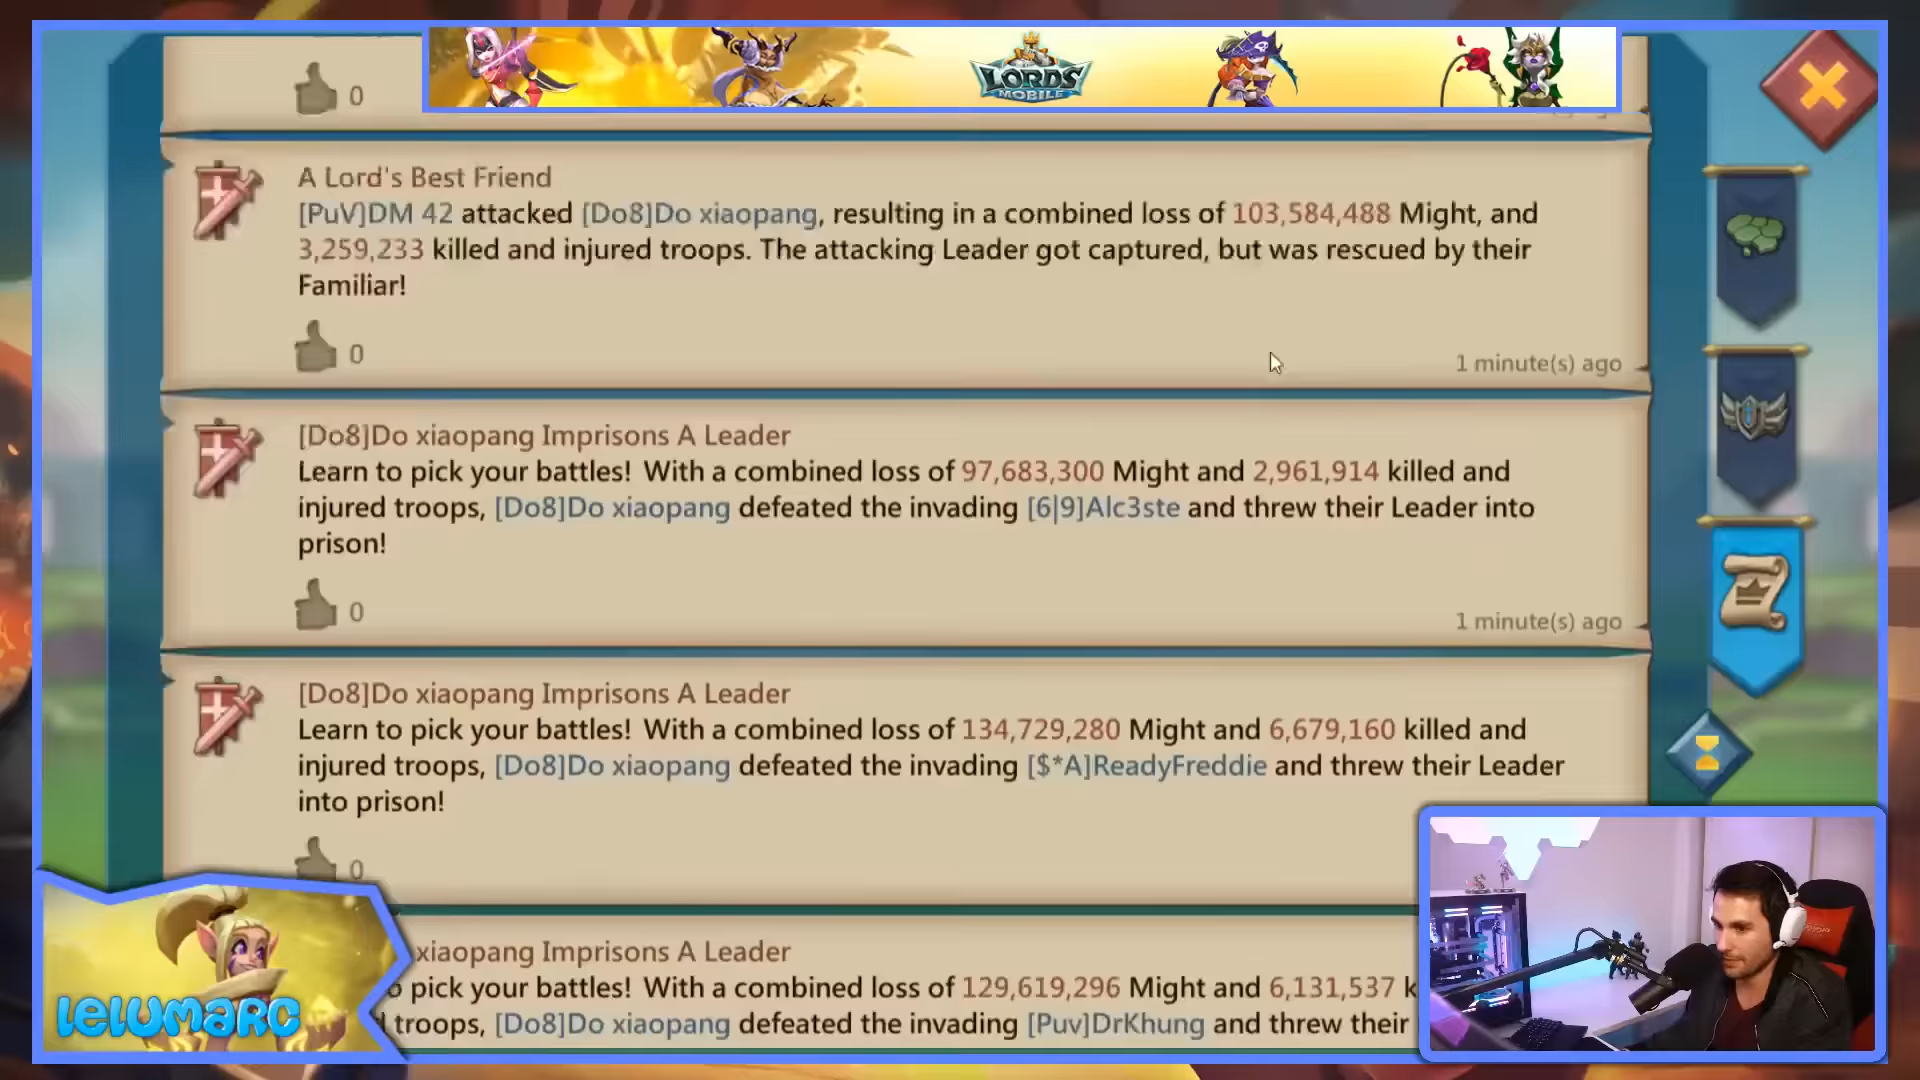 LORDS
MOBILE
0
A Lord's Best Friend
[PuV]DM 42 attacked [Do8]Do xiaopang, resulting in a combined loss of 103,584,488 Might, and
3,259,233 killed and injured troops. The attacking Leader got captured, but was rescued by their
Familiar!
0
1 minute(s) ago
[Do8]Do xiaopang Imprisons A Leader
Learn to pick your battles! With a combined loss of 97,683,300 Might and 2,961,914 killed and
injured troops, [Do8]Do xiaopang defeated the invading [6|9]Alc3ste and threw their Leader into
prison!
0
1 minute(s) ago
[Do8]Do xiaopang Imprisons A Leader
Learn to pick your battles! With a combined loss of 134,729,280 Might and 6,679,160 killed and
injured troops, [Do8]Do xiaopang defeated the invading [$*A]ReadyFreddie and threw their Leader
into prison!
0
xiaopang Imprisons A Leader
pick your battles! With a combined loss of 129,619,296 Might and 6,131,537 k
troops, [Do8]Do xiaopang defeated the invading [Puv]DrKhung and threw their
lelumarc